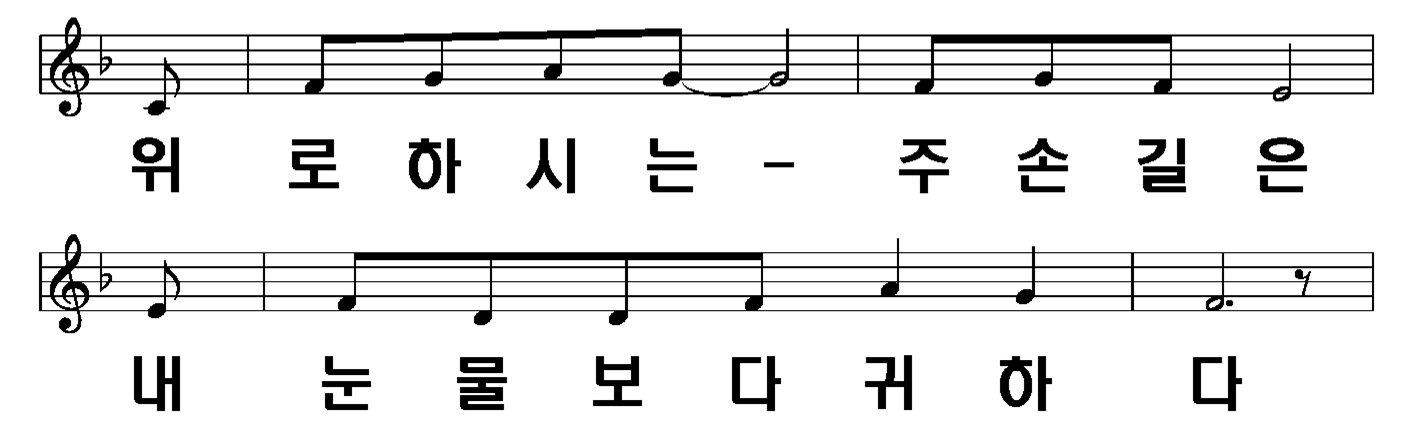 위 로 하 시 는 - 주 손 길 은
내 눈 물 보 다 귀 하 다